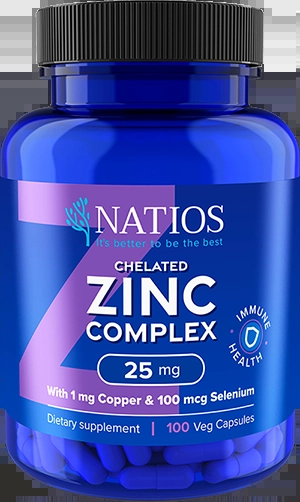 NATIOS
It's better to be the best
CHELATED
ZINC
COMPLEX
25 mg
IMMUNE
HEALTH
With 1 mg Copper & 100 mcg Selenium
Dietary supplement | 100 Veg Capsules